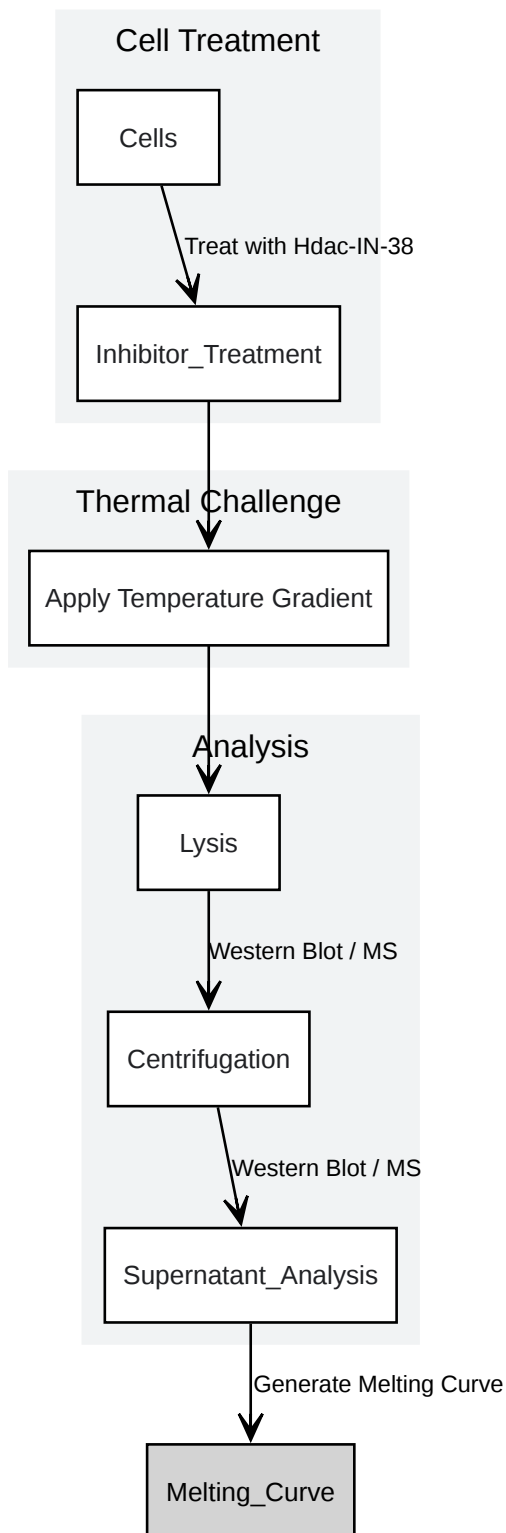 Cell Treatment
Cells
Treat with Hdac-IN-38
Inhibitor_Treatment
Thermal Challenge
Apply Temperature Gradient
Analysis
Lysis
Western Blot / MS
Centrifugation
Western Blot / MS
Supernatant_Analysis
Generate Melting Curve
Melting_Curve